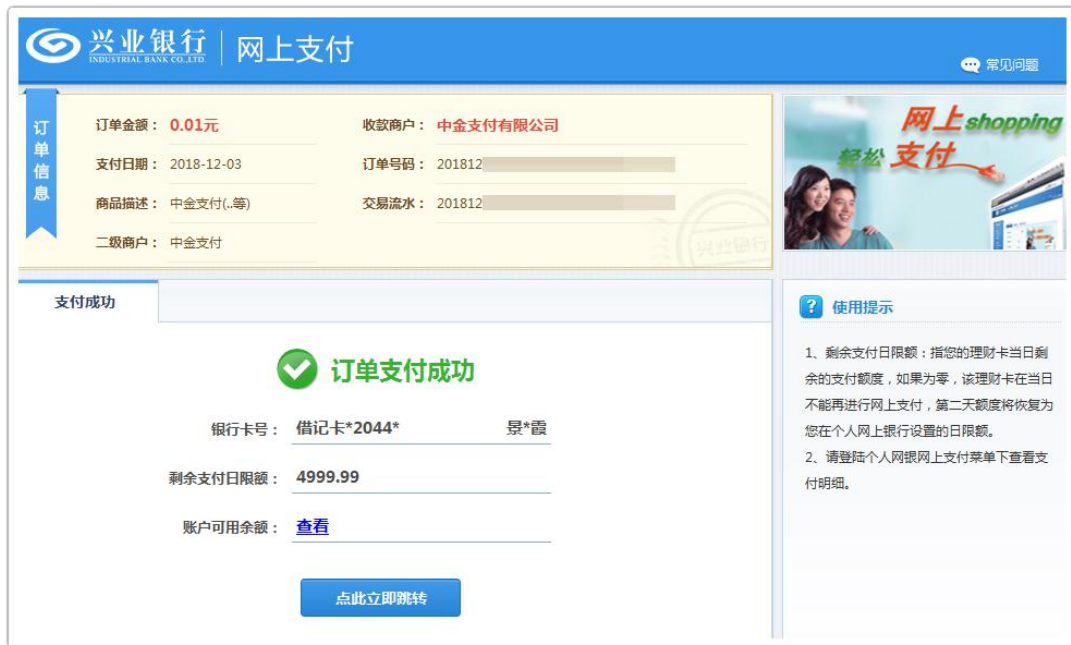 兴业银行 网上支付
INDUSTRIAL BANK CO.,LTD.
常见问题
订单信息
订单金额： 0.01元 收款商户： 中金支付有限公司
支付日期： 2018-12-03 订单号码： 201812
商品描述： 中金支付(..等) 交易流水： 201812
二级商户： 中金支付
兴业银行
网上shopping
轻松 支付
支付成功
订单支付成功
银行卡号： 借记卡*2044* 景*霞
剩余支付日限额： 4999.99
账户可用余额： 查看
点此立即跳转
? 使用提示
1、剩余支付日限额：指您的理财卡当日剩
余的支付额度，如果为零，该理财卡在当日
不能再进行网上支付，第二天额度将恢复为
您在个人网上银行设置的日限额。
2、请登陆个人网银网上支付菜单下查看支
付明细。